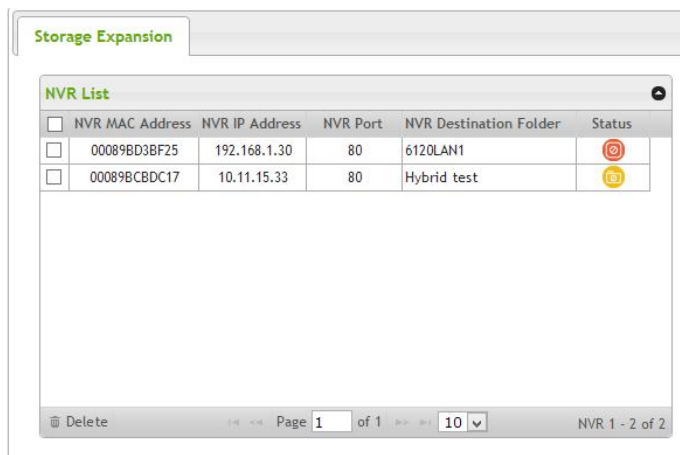 Storage Expansion
NVR List
NVR MAC Address NVR IP Address NVR Port NVR Destination Folder Status
00089BD3BF25 192.168.1.30 80 6120LAN1
00089BCBDC17 10.11.15.33 80 Hybrid test
Delete Page 1 of 1 10 NVR 1 - 2 of 2